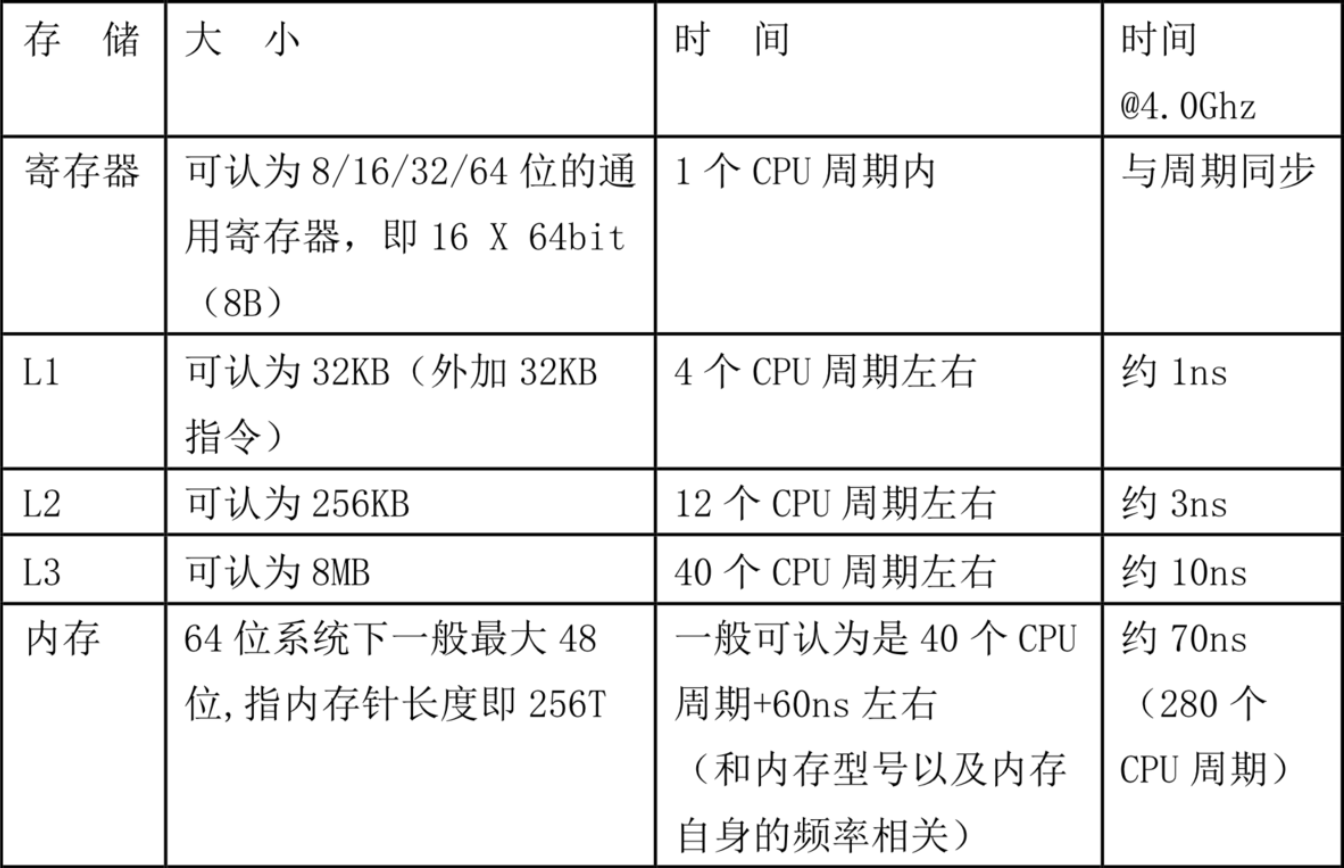 存 储
大 小
时 间
时间
@4.0Ghz
寄存器
可认为 8/16/32/64 位的通
用寄存器，即 16 X 64bit
（8B）
1 个 CPU 周期内
与周期同步
L1
可认为 32KB（外加 32KB
指令）
4 个 CPU 周期左右
约 1ns
L2
可认为 256KB
12 个 CPU 周期左右
约 3ns
L3
可认为 8MB
40 个 CPU 周期左右
约 10ns
内存
64 位系统下一般最大 48
位,指内存针长度即 256T
一般可认为是 40 个 CPU
周期+60ns 左右
（和内存型号以及内存
自身的频率相关）
约 70ns
（280 个
CPU 周期）